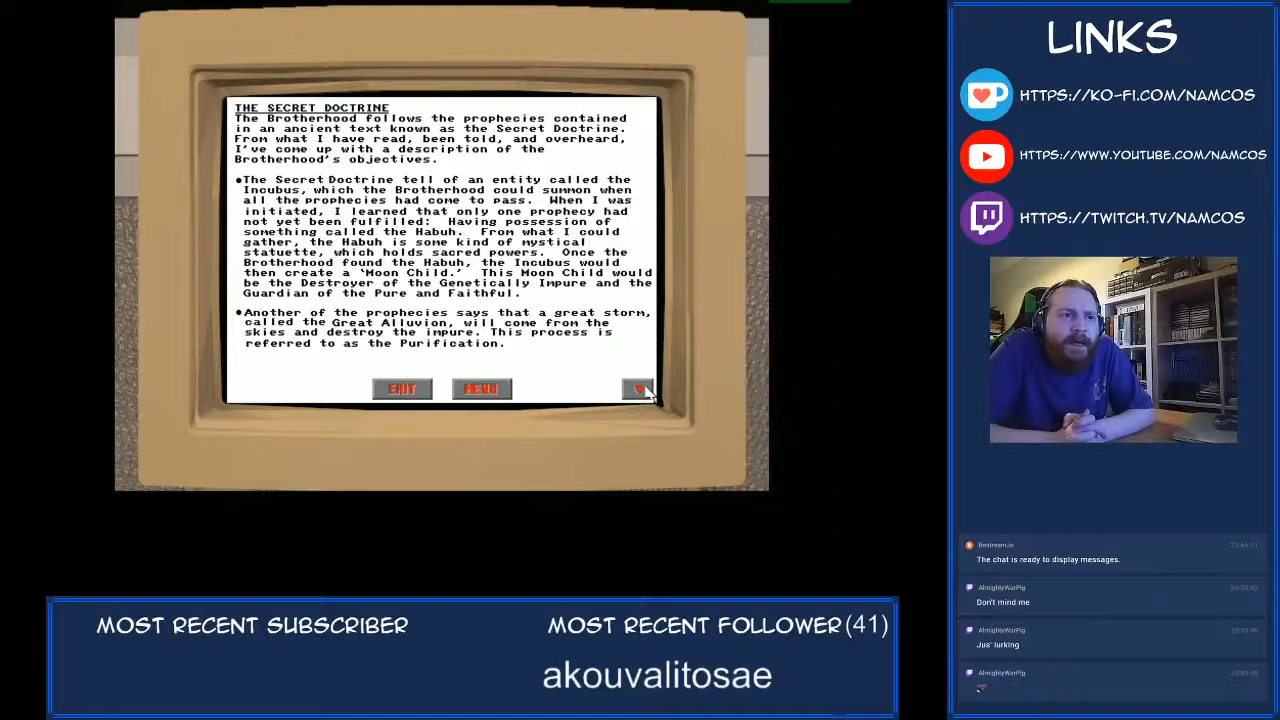 THE SECRET DOCTRINE
The Brotherhood follows the prophecies contained
in an ancient text known as the Secret Doctrine.
From what I have read, been told, and overheard,
I've come up with a description of the
Brotherhood's objectives.
•The Secret Doctrine tell of an entity called the
Incubus, which the Brotherhood could summon when
all the prophecies had come to pass. When I was
initiated, I learned that only one prophecy had
not yet been fulfilled: Having possession of
something called the Habuh. From what I could
gather, the Habuh is some kind of mystical
statuette, which holds sacred powers. Once the
Brotherhood found the Habuh, the Incubus would
then create a 'Moon Child.' This Moon Child would
be the Destroyer of the Genetically Impure and the
Guardian of the Pure and Faithful.
•Another of the prophecies says that a great storm,
called the Great Alluvion, will come from the
skies and destroy the impure. This process is
referred to as the Purification.
EXIT MENU
LINKS
HTTPS://KO-FI.COM/NAMCOS
HTTPS://WWW.YOUTUBE.COM/NAMCOS
HTTPS://TWITCH.TV/NAMCOS
Restream.io
The chat is ready to display messages.
AlmightyWarPig
Don't mind me
AlmightyWarPig
Jus' lurking
AlmightyWarPig
MOST RECENT SUBSCRIBER
MOST RECENT FOLLOWER (41)
akouvalitosae